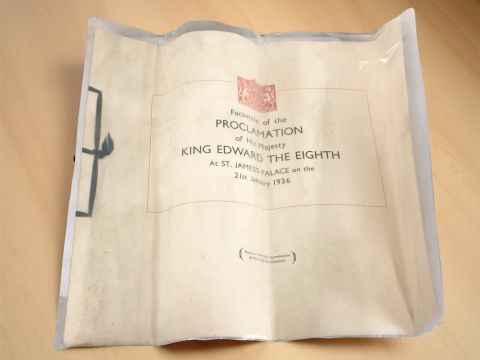 Facsimile of the
PROCLAMATION
of His Majesty
KING EDWARD THE EIGHTH
At ST. JAMES'S PALACE on the
21st January 1936